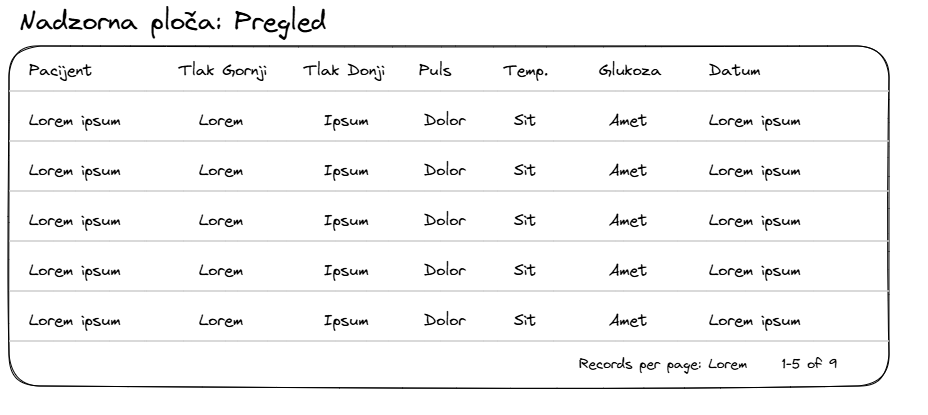 Nadzorna ploča: Pregled
Pacijent Tlak Gornji Tlak Donji Puls Temp. Glukoza Datum
Lorem ipsum Lorem Ipsum Dolor Sit Amet Lorem ipsum
Lorem ipsum Lorem Ipsum Dolor Sit Amet Lorem ipsum
Lorem ipsum Lorem Ipsum Dolor Sit Amet Lorem ipsum
Lorem ipsum Lorem Ipsum Dolor Sit Amet Lorem ipsum
Lorem ipsum Lorem Ipsum Dolor Sit Amet Lorem ipsum
Records per page: Lorem 1-5 of 9